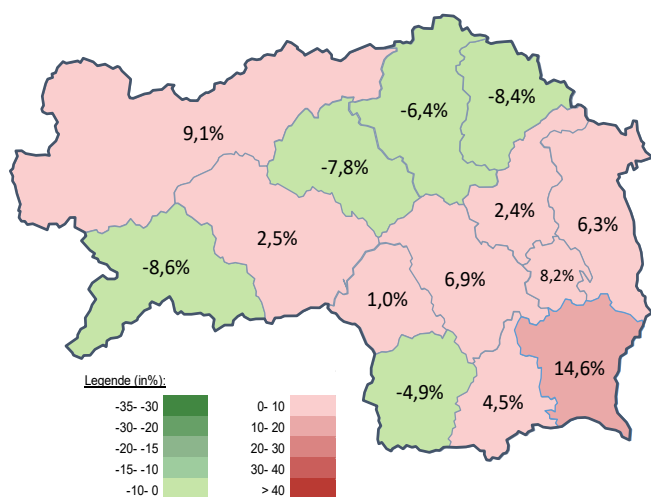 -6,4%
-8,4%
9,1%
-7,8%
2,4%
6,3%
2,5%
-8,6%
6,9%
8,2%
1,0%
14,6%
-4,9%
4,5%
Legende (in%):
-35- -30 0- 10
-30- -20 10- 20
-20- -15 20- 30
-15- -10 30- 40
-10- 0 > 40